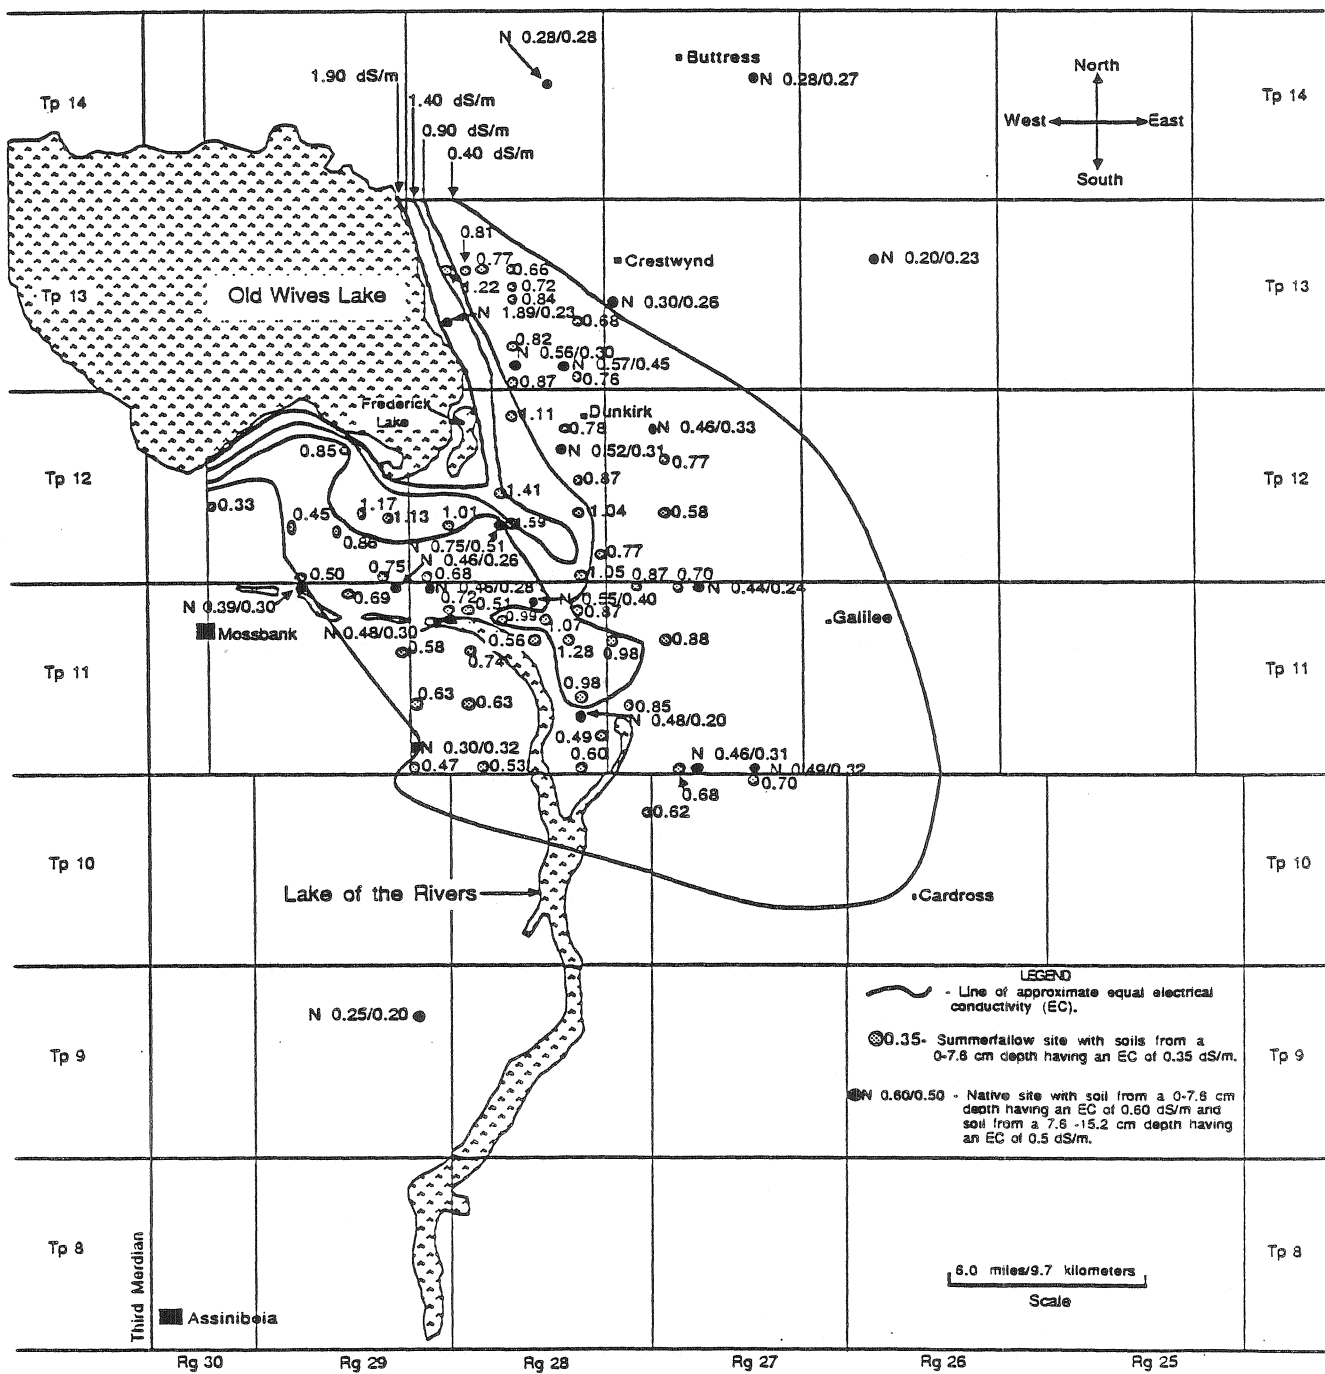 N 0.28/0.28
Buttress
N 0.28/0.27
North
West East
South
1.90 dS/m
1.40 dS/m
0.90 dS/m
0.40 dS/m
Tp 14
Tp 14
0.81
0.77
0.66
Crestwynd
N 0.20/0.23
1.22
0.72
0.84
Tp 13
Old Wives Lake
N 0.30/0.26
Tp 13
N 1.89/0.23
0.68
0.82
N 0.56/0.30
N 0.57/0.45
0.87
0.76
Frederick
Lake
1.11
Dunkirk
0.78
N 0.46/0.33
0.85
N 0.52/0.31
0.77
Tp 12
0.87
Tp 12
1.41
0.33
0.45
1.17
1.13
1.01
1.59
1.04
0.58
0.86
N 0.75/0.51
0.77
N 0.46/0.26
0.50
0.75
0.68
1.05
0.87
0.70
N 0.39/0.30
0.69
N 0.46/0.28
N 0.44/0.24
0.72
0.51
N 0.55/0.40
0.87
0.99
1.07
Galilee
Mossbank
N 0.48/0.30
0.58
0.74
0.56
1.28
0.98
0.88
Tp 11
Tp 11
0.63
0.63
0.98
0.85
N 0.48/0.20
0.49
N 0.30/0.32
0.60
N 0.46/0.31
0.47
0.53
N 0.49/0.32
0.68
0.70
0.62
Tp 10
Tp 10
Lake of the Rivers
Cardross
LEGEND
- Line of approximate equal electrical
conductivity (EC).
N 0.25/0.20
0.35- Summerfallow site with soils from a
0-7.6 cm depth having an EC of 0.35 dS/m.
Tp 9
Tp 9
N 0.60/0.50 - Native site with soil from a 0-7.6 cm
depth having an EC of 0.60 dS/m and
soil from a 7.6 -15.2 cm depth having
an EC of 0.5 dS/m.
Tp 8
Tp 8
Third Merdian
6.0 miles/9.7 kilometers
Scale
Assiniboia
Rg 30
Rg 29
Rg 28
Rg 27
Rg 26
Rg 25